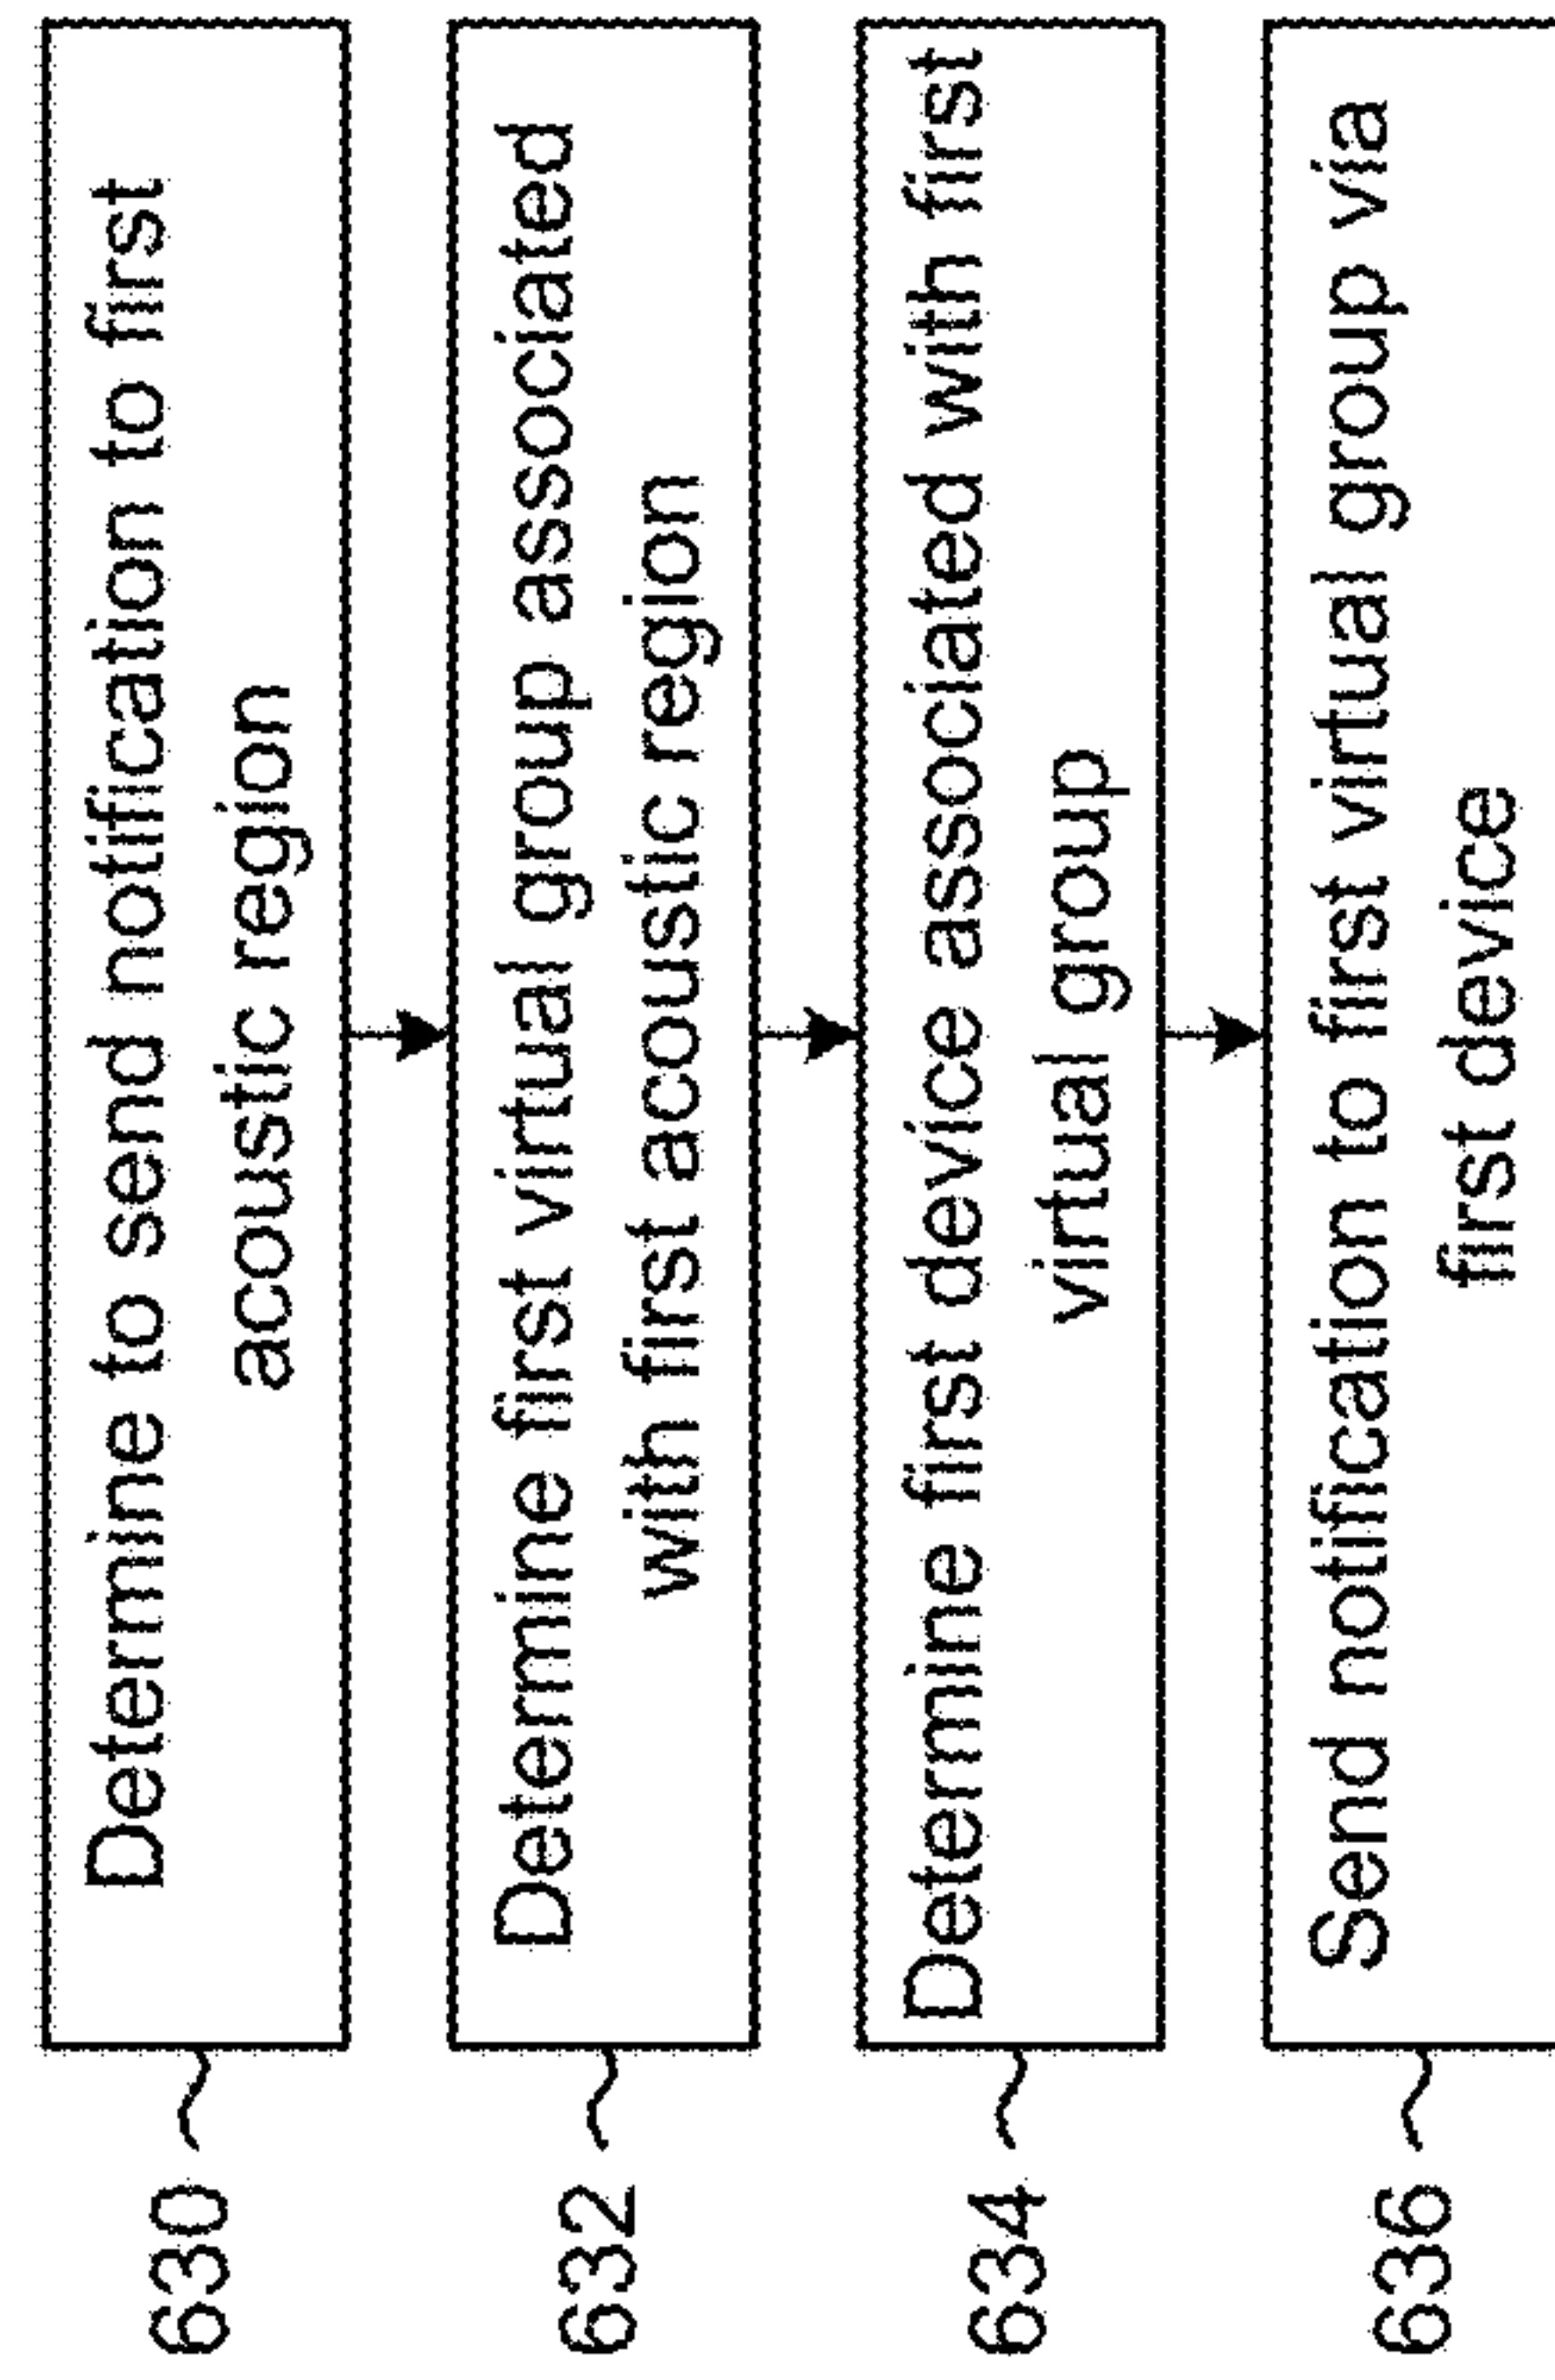 630
Determine to send notification to first
acoustic region
632
Determine first virtual group associated
with first acoustic region
634
Determine first device associated with first
virtual group
636
Send notification to first virtual group via
first device